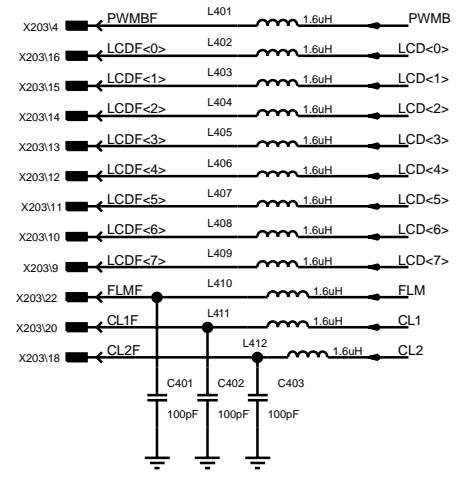 L401
X203\4 PWMBF 1.6uH PWMB
L402
X203\16 LCDF<0> 1.6uH LCD<0>
L403
X203\15 LCDF<1> 1.6uH LCD<1>
L404
X203\14 LCDF<2> 1.6uH LCD<2>
L405
X203\13 LCDF<3> 1.6uH LCD<3>
L406
X203\12 LCDF<4> 1.6uH LCD<4>
L407
X203\11 LCDF<5> 1.6uH LCD<5>
L408
X203\10 LCDF<6> 1.6uH LCD<6>
L409
X203\9 LCDF<7> 1.6uH LCD<7>
L410
X203\22 FLMF 1.6uH FLM
L411
X203\20 CL1F 1.6uH CL1
L412
X203\18 CL2F 1.6uH CL2
C401 C402 C403
100pF 100pF 100pF